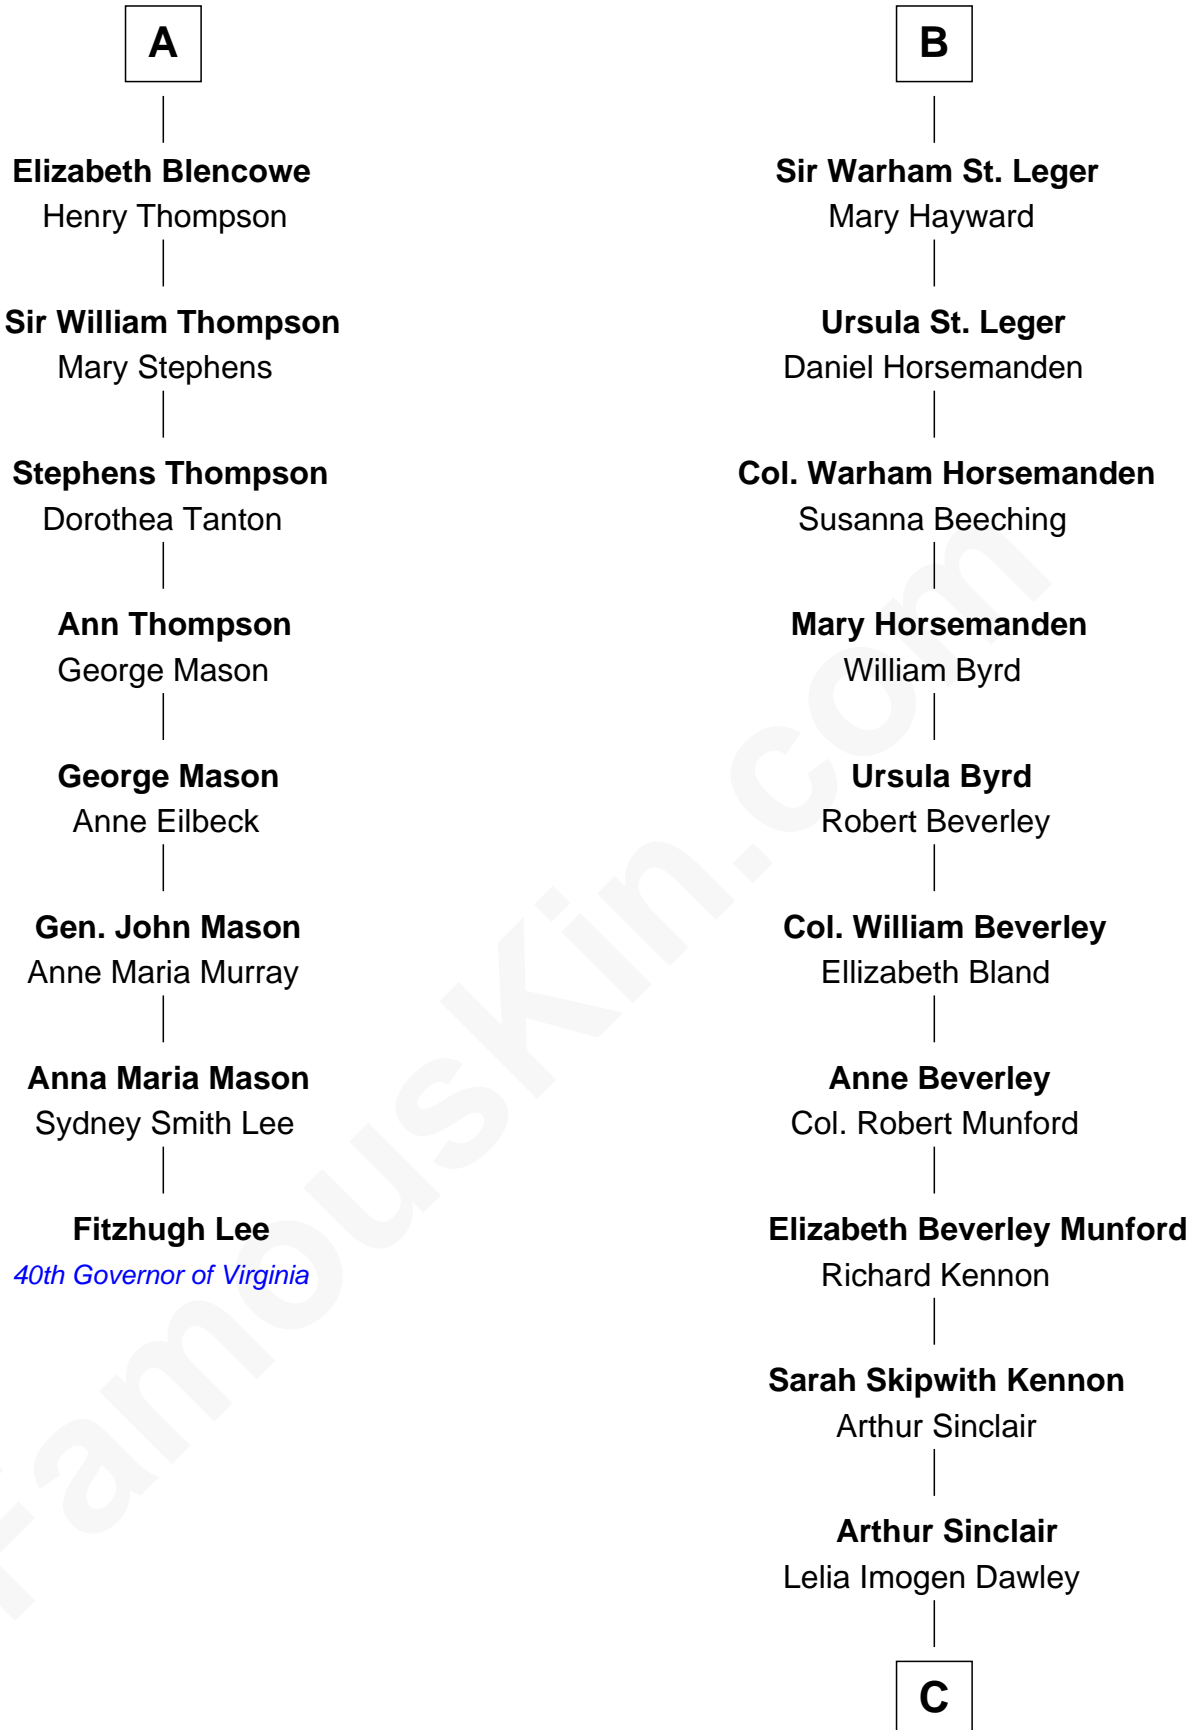 A
Elizabeth Blencowe
Henry Thompson
Sir William Thompson
Mary Stephens
Stephens Thompson
Dorothea Tanton
Ann Thompson
George Mason
George Mason
Anne Eilbeck
Gen. John Mason
Anne Maria Murray
Anna Maria Mason
Sydney Smith Lee
Fitzhugh Lee
40th Governor of Virginia
B
Sir Warham St. Leger
Mary Hayward
Ursula St. Leger
Daniel Horsemanden
Col. Warham Horsemanden
Susanna Beeching
Mary Horsemanden
William Byrd
Ursula Byrd
Robert Beverley
Col. William Beverley
Ellizabeth Bland
Anne Beverley
Col. Robert Munford
Elizabeth Beverley Munford
Richard Kennon
Sarah Skipwith Kennon
Arthur Sinclair
Arthur Sinclair
Lelia Imogen Dawley
C
FamousKin.com